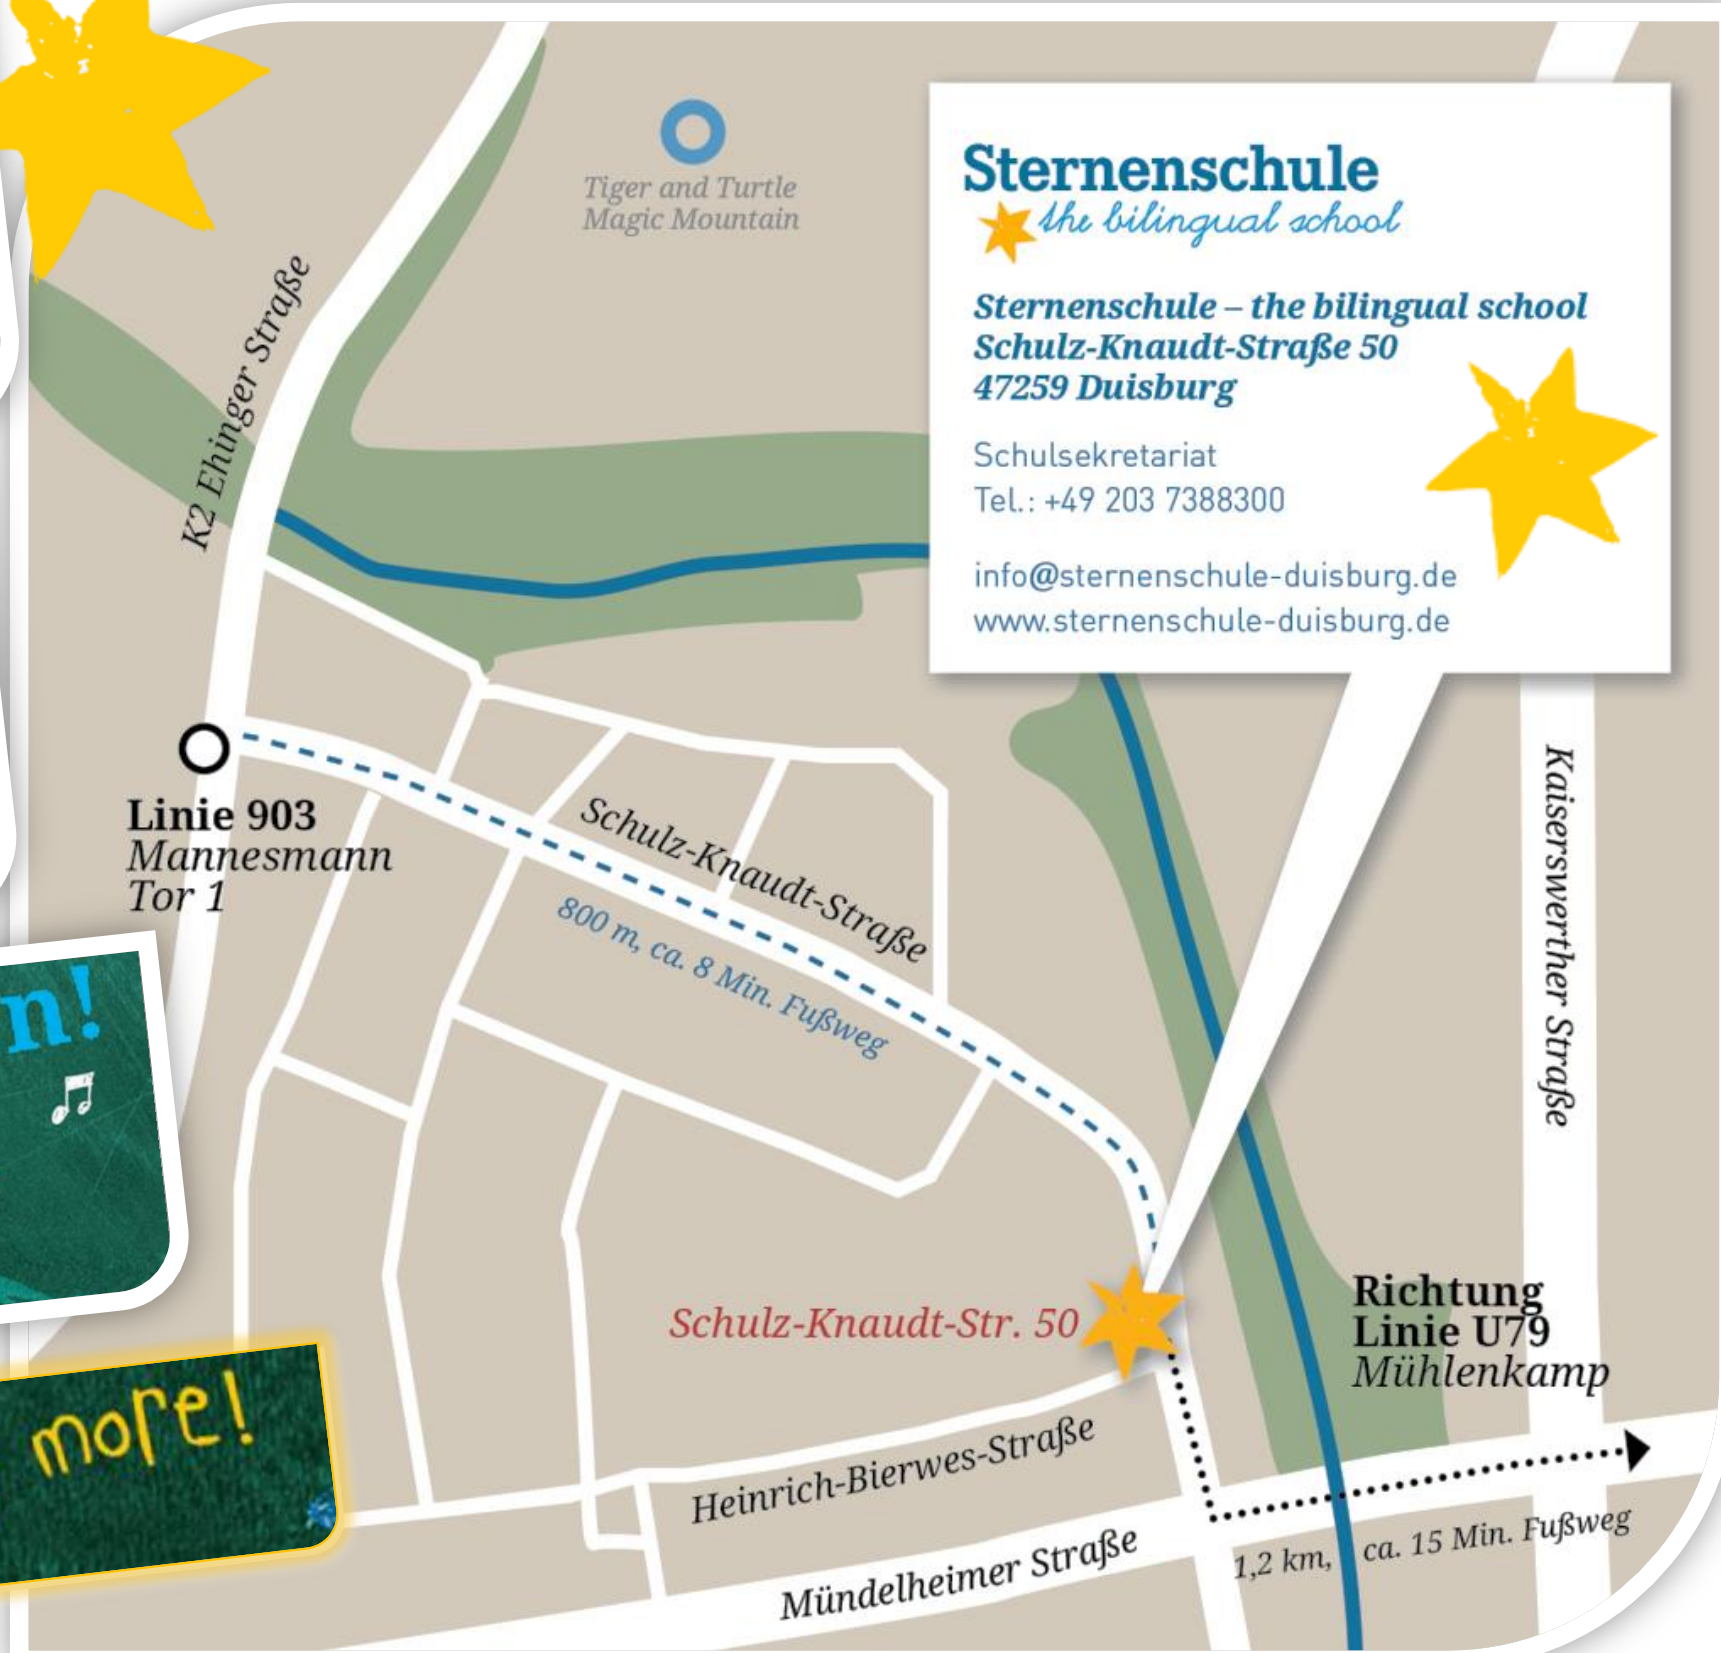 Tiger and Turtle
Magic Mountain
Sternenschule
the bilingual school
Sternenschule – the bilingual school
Schulz-Knaudt-Straße 50
47259 Duisburg
Schulsekretariat
Tel.: +49 203 7388300
info@sternenschule-duisburg.de
www.sternenschule-duisburg.de
K2 Ehinger Straße
Linie 903
Mannesmann
Tor 1
Schulz-Knaudt-Straße
800 m, ca. 8 Min. Fußweg
Kaiserswerther Straße
n!
Schulz-Knaudt-Str. 50
Richtung
Linie U79
Mühlenkamp
more!
Heinrich-Bierwes-Straße
Mündelheimer Straße
1,2 km, ca. 15 Min. Fußweg